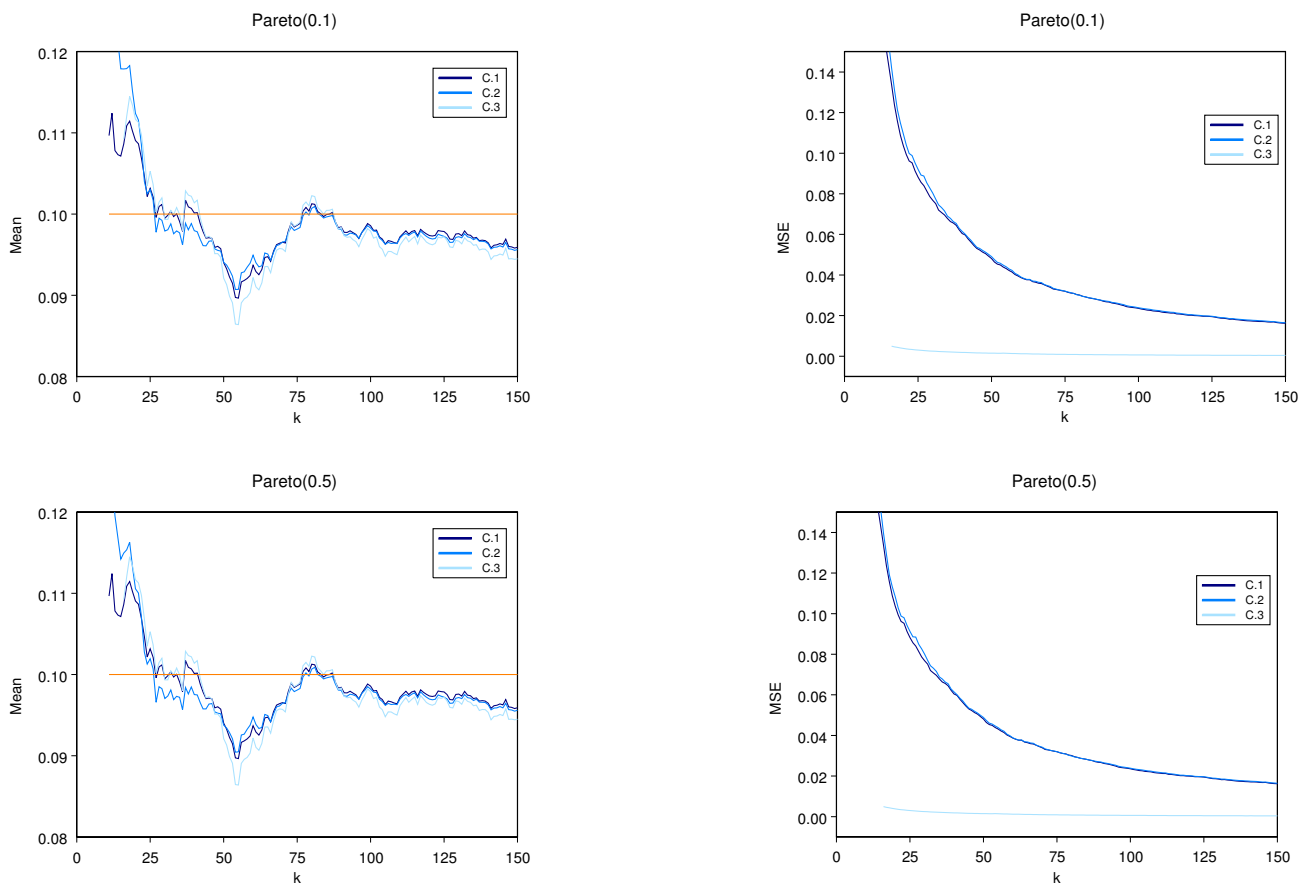 Pareto(0.1)
Mean
0.12
0.11
0.10
0.09
0.08
C.1
C.2
C.3
0
25
50
75
100
125
150
k
Pareto(0.1)
MSE
0.14
0.12
0.10
0.08
0.06
0.04
0.02
0.00
C.1
C.2
C.3
0
25
50
75
100
125
150
k
Pareto(0.5)
Mean
0.12
0.11
0.10
0.09
0.08
C.1
C.2
C.3
0
25
50
75
100
125
150
k
Pareto(0.5)
MSE
0.14
0.12
0.10
0.08
0.06
0.04
0.02
0.00
C.1
C.2
C.3
0
25
50
75
100
125
150
k